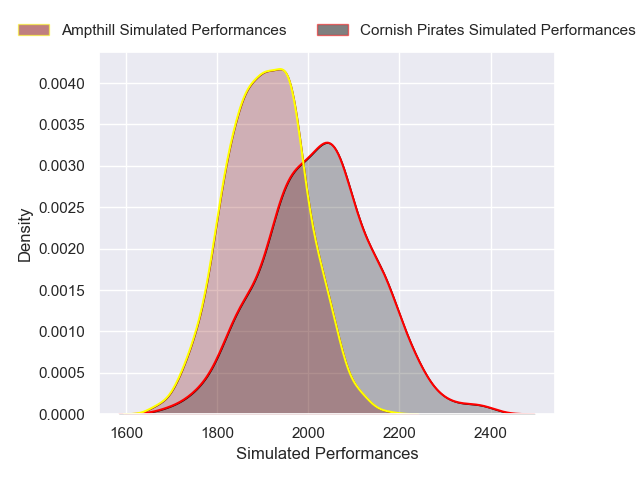 Ampthill Simulated Performances
Cornish Pirates Simulated Performances
0.0040
0.0035
0.0030
0.0025
0.0020
0.0015
0.0010
0.0005
0.0000
Density
1600 1800 2000 2200 2400
Simulated Performances